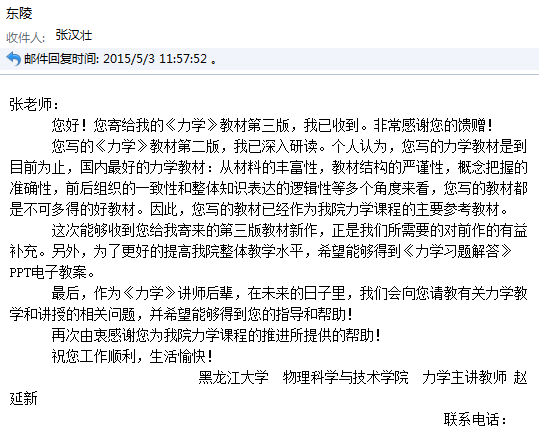 东陵
收件人： 张汉壮
邮件回复时间: 2015/5/3 11:57:52 。
张老师：
您好！您寄给我的《力学》教材第三版，我已收到。非常感谢您的馈赠！
您写的《力学》教材第二版，我已深入研读。个人认为，您写的力学教材是到
目前为止，国内最好的力学教材：从材料的丰富性，教材结构的严谨性，概念把握的
准确性，前后组织的一致性和整体知识表达的逻辑性等多个角度来看，您写的教材都
是不可多得的好教材。因此，您写的教材已经作为我院力学课程的主要参考教材。
这次能够收到您给我寄来的第三版教材新作，正是我们所需要的对前作的有益
补充。另外，为了更好的提高我院整体教学水平，希望能够得到《力学习题解答》
PPT电子教案。
最后，作为《力学》讲师后辈，在未来的日子里，我们会向您请教有关力学教
学和讲授的相关问题，并希望能够得到您的指导和帮助！
再次由衷感谢您为我院力学课程的推进所提供的帮助！
祝您工作顺利，生活愉快！
黑龙江大学 物理科学与技术学院 力学主讲教师 赵
延新
联系电话：